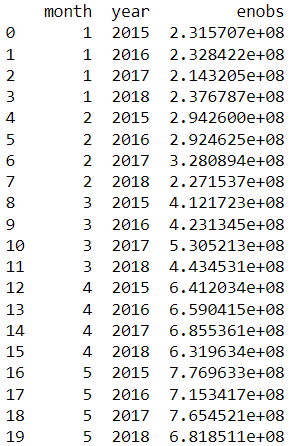 month year enobs
0 1 2015 2.315707e+08
1 1 2016 2.328422e+08
2 1 2017 2.143205e+08
3 1 2018 2.376787e+08
4 2 2015 2.942600e+08
5 2 2016 2.924625e+08
6 2 2017 3.280894e+08
7 2 2018 2.271537e+08
8 3 2015 4.121723e+08
9 3 2016 4.231345e+08
10 3 2017 5.305213e+08
11 3 2018 4.434531e+08
12 4 2015 6.412034e+08
13 4 2016 6.590415e+08
14 4 2017 6.855361e+08
15 4 2018 6.319634e+08
16 5 2015 7.769633e+08
17 5 2016 7.153417e+08
18 5 2017 7.654521e+08
19 5 2018 6.818511e+08